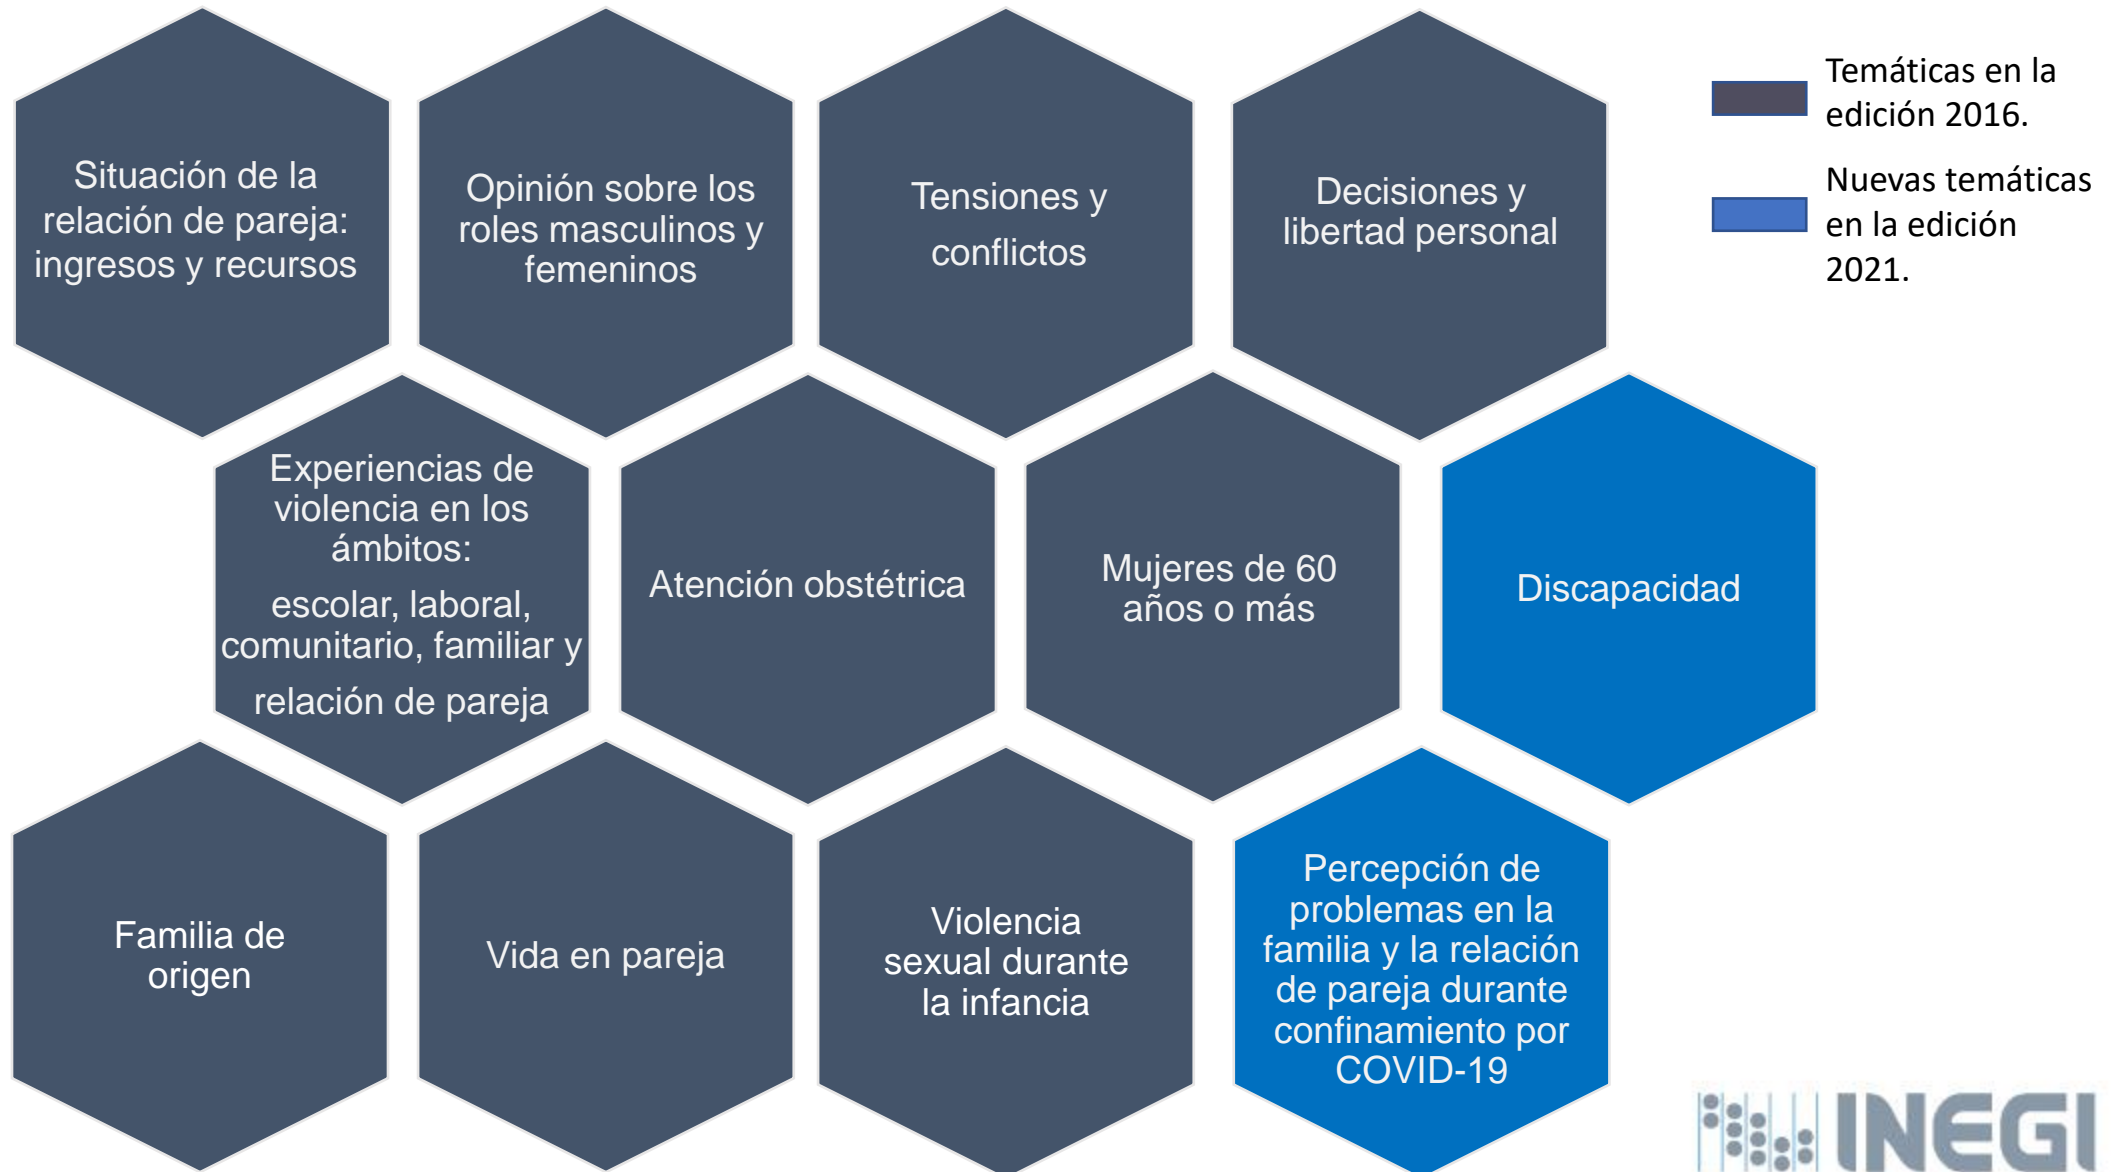 Situación de la
relación de pareja:
ingresos y recursos
Opinión sobre los
roles masculinos y
femeninos
Tensiones y
conflictos
Decisiones y
libertad personal
Temáticas en la
edición 2016.
Nuevas temáticas
en la edición
2021.
Experiencias de
violencia en los
ámbitos:
escolar, laboral,
comunitario, familiar y
relación de pareja
Atención obstétrica
Mujeres de 60
años o más
Discapacidad
Familia de
origen
Vida en pareja
Violencia
sexual durante
la infancia
Percepción de
problemas en la
familia y la relación
de pareja durante
confinamiento por
COVID-19
INEGI